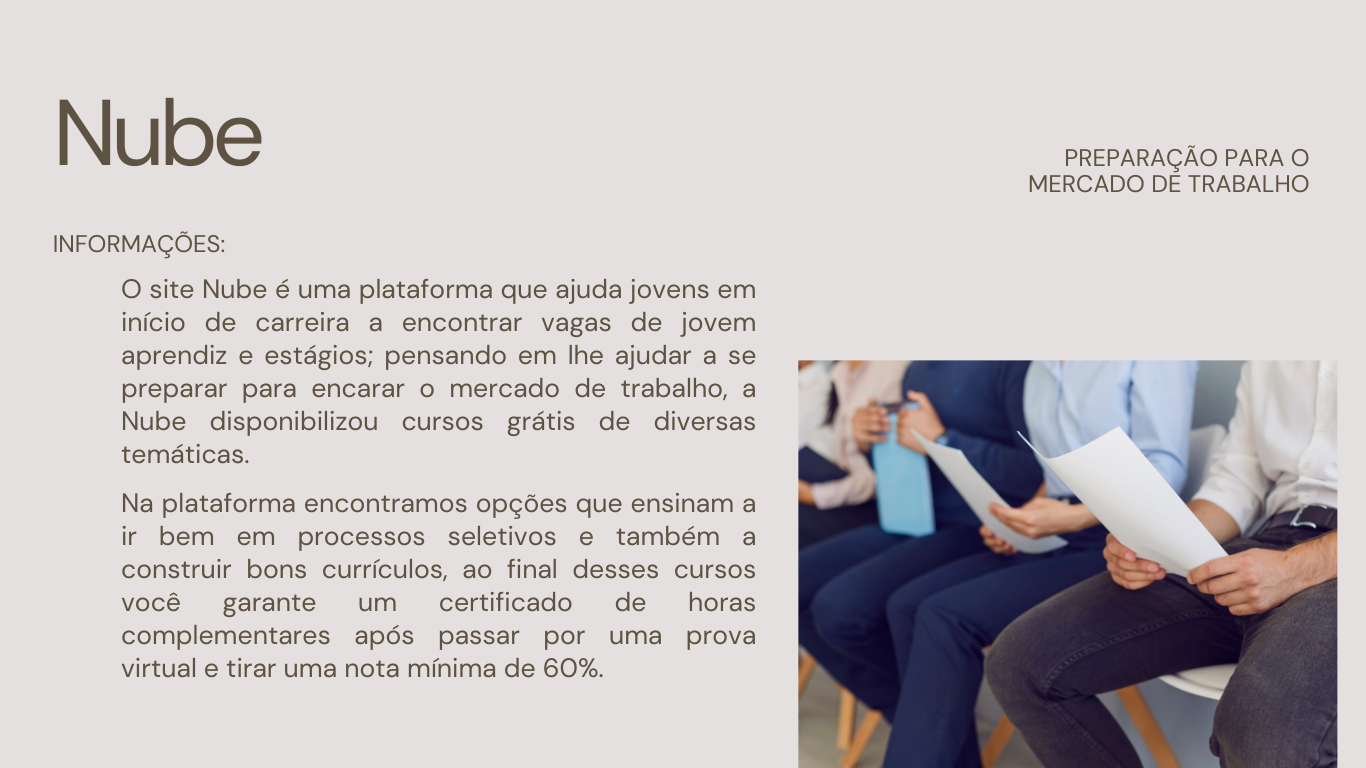 Nube
PREPARAÇÃO PARA O
MERCADO DE TRABALHO
INFORMAÇÕES:
O site Nube é uma plataforma que ajuda jovens em
início de carreira a encontrar vagas de jovem
aprendiz e estágios; pensando em lhe ajudar a se
preparar para encarar o mercado de trabalho, a
Nube disponibilizou cursos grátis de diversas
temáticas.
Na plataforma encontramos opções que ensinam a
ir bem em processos seletivos e também a
construir bons currículos, ao final desses cursos
você garante um certificado de horas
complementares após passar por uma prova
virtual e tirar uma nota mínima de 60%.